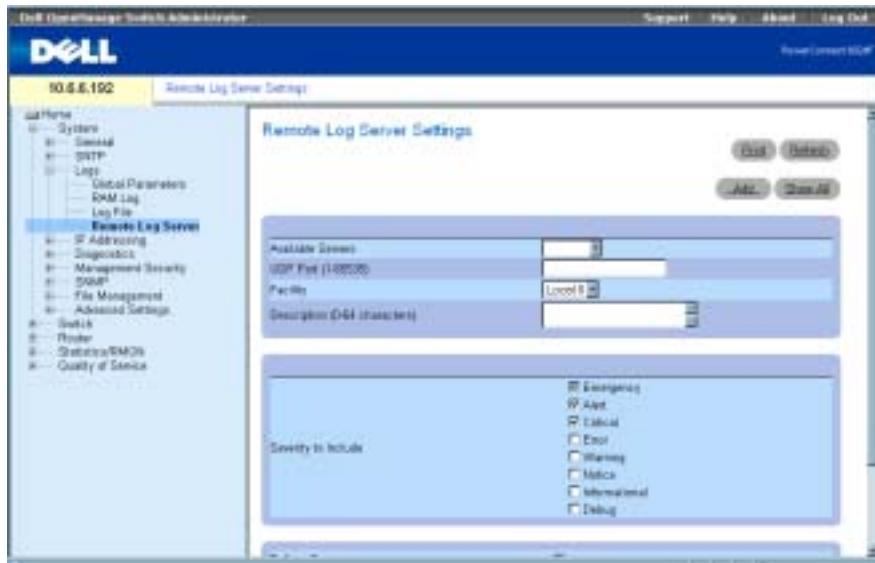 Dell OpenManage Switch Administrator
Support Help About Log Out
DELL
PowerConnect
10.6.6.192
Remote Log Server Settings
Home
System
General
SNTP
Logs
Global Parameters
RAM Log
Log File
Remote Log Server
IP Addressing
Diagnostics
Management Security
SNMP
File Management
Advanced Settings
Switch
Router
Statistics/RMON
Quality of Service
Remote Log Server Settings
Print Refresh
Add Show All
Available Servers
UDP Port (1-65535)
Facility
Local
Description (0-64 characters)
Severity to Include
Emergency
Alert
Critical
Error
Warning
Notice
Informational
Debug